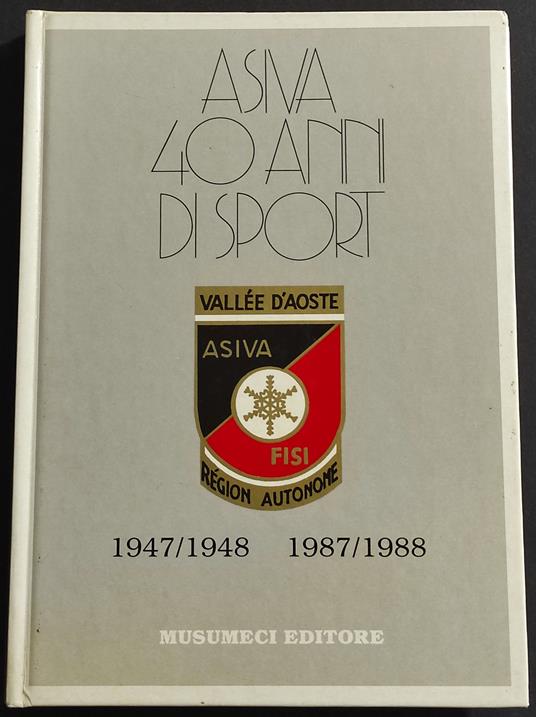 ASIVA
40 ANNI
DI SPORT
VALLÉE D'AOSTE
ASIVA
FISI
RÉGION AUTONOME
1947/1948 1987/1988
MUSUMECI EDITORE